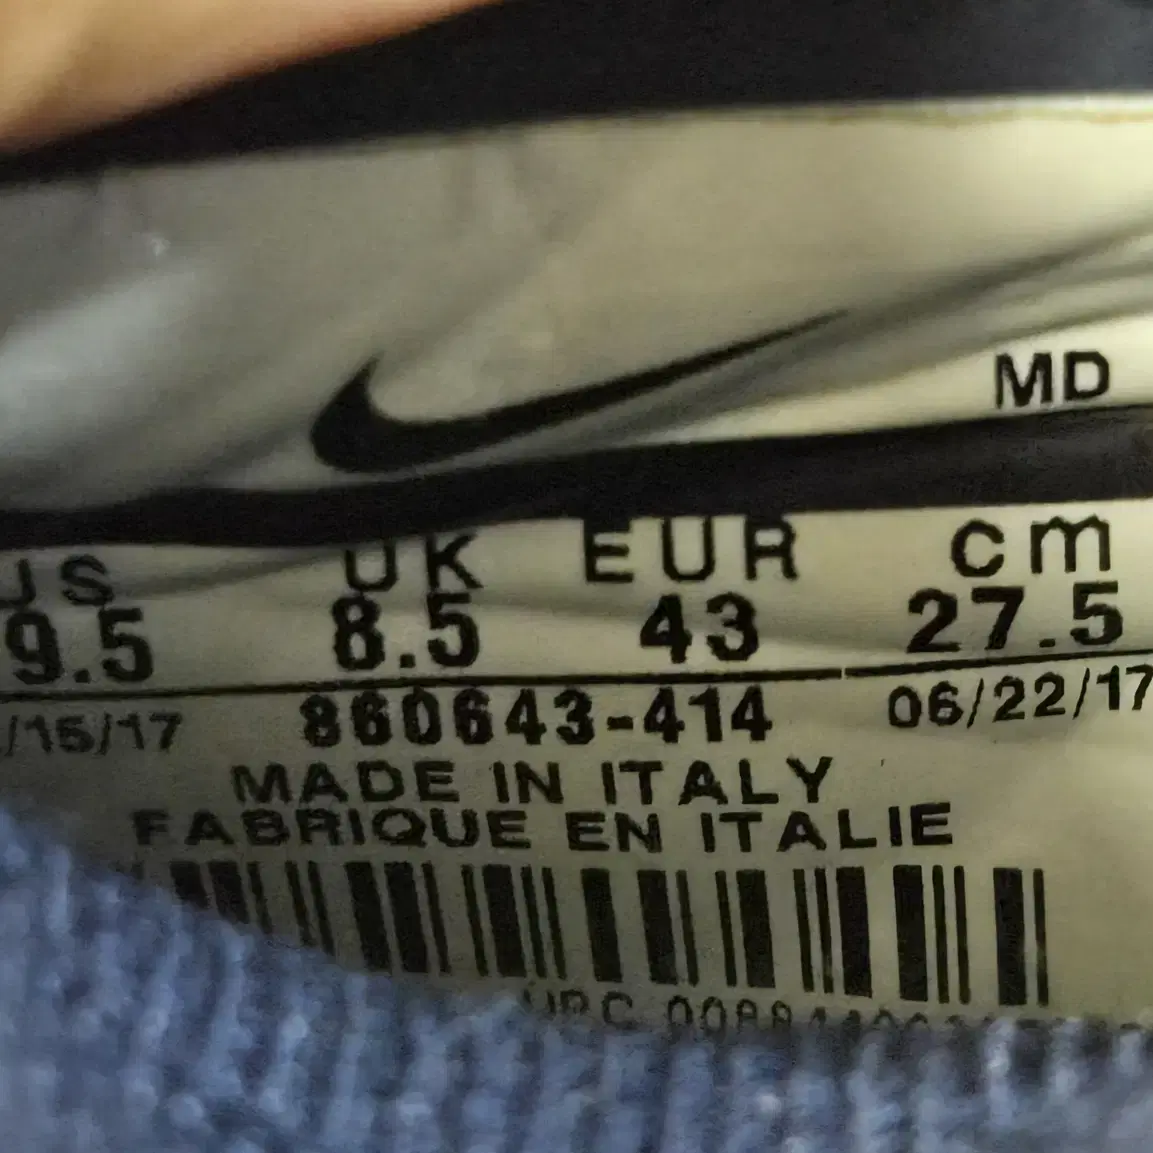 MD
US UK EUR cm
9.5 8.5 43 27.5
/15/17 860643-414 06/22/17
MADE IN ITALY
FABRIQUE EN ITALIE
UPC